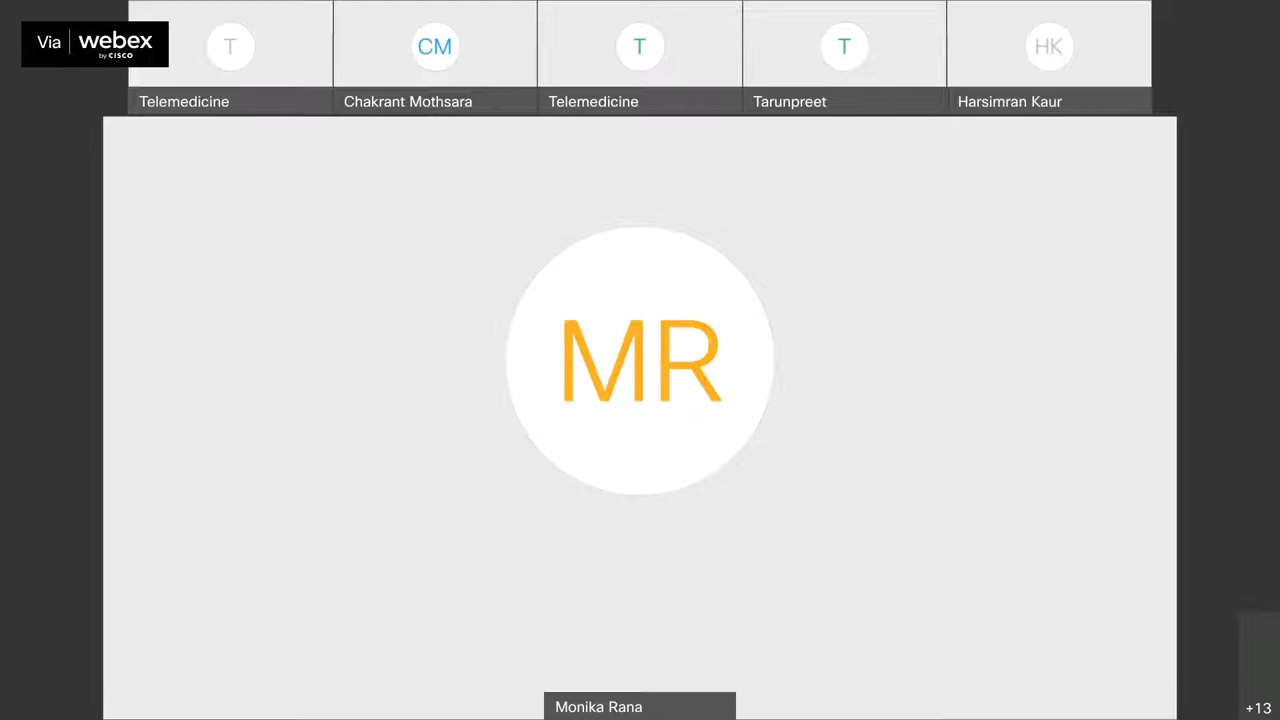 Via webex
by CISCO
T
CM
T
T
HK
Telemedicine
Chakrant Mothsara
Telemedicine
Tarunpreet
Harsimran Kaur
MR
Monika Rana
+13